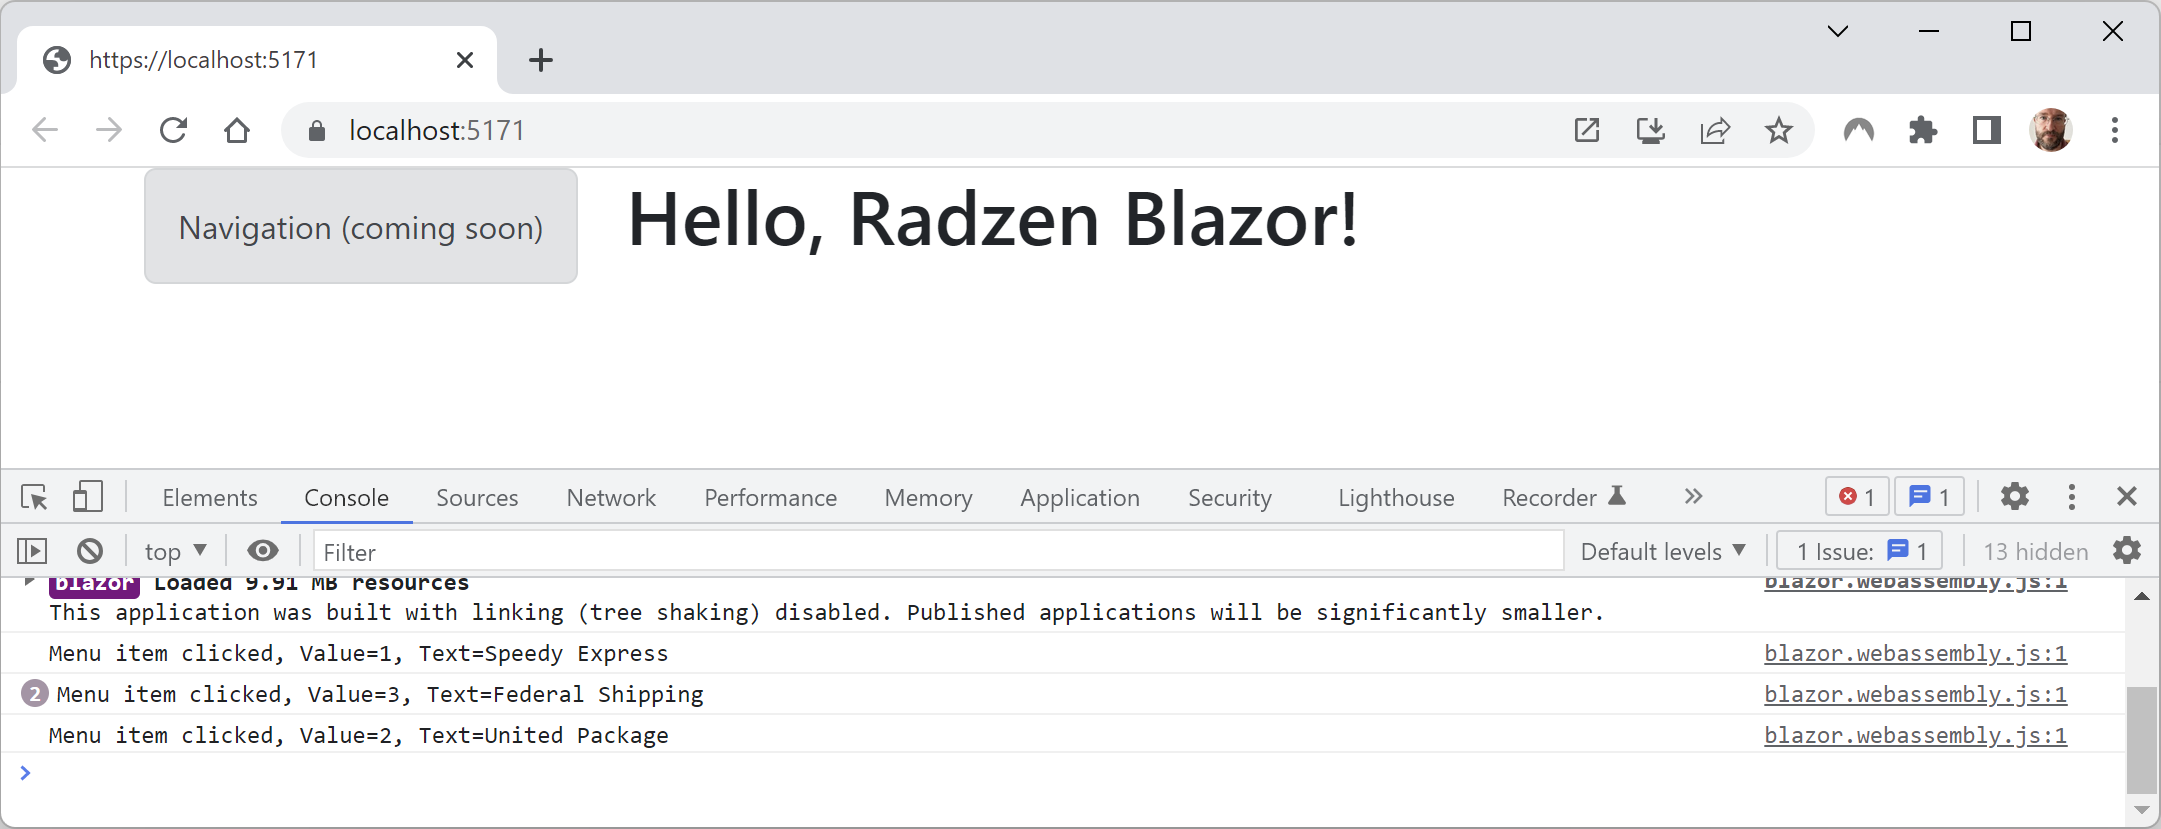 https://localhost:5171
localhost:5171
Navigation (coming soon)
Hello, Radzen Blazor!
Elements Console Sources Network Performance Memory Application Security Lighthouse Recorder 1 1
top Filter Default levels 1 Issue: 1 13 hidden
blazor Loaded 9.91 MB resources blazor.webassembly.js:1
This application was built with linking (tree shaking) disabled. Published applications will be significantly smaller.
Menu item clicked, Value=1, Text=Speedy Express blazor.webassembly.js:1
2 Menu item clicked, Value=3, Text=Federal Shipping blazor.webassembly.js:1
Menu item clicked, Value=2, Text=United Package blazor.webassembly.js:1